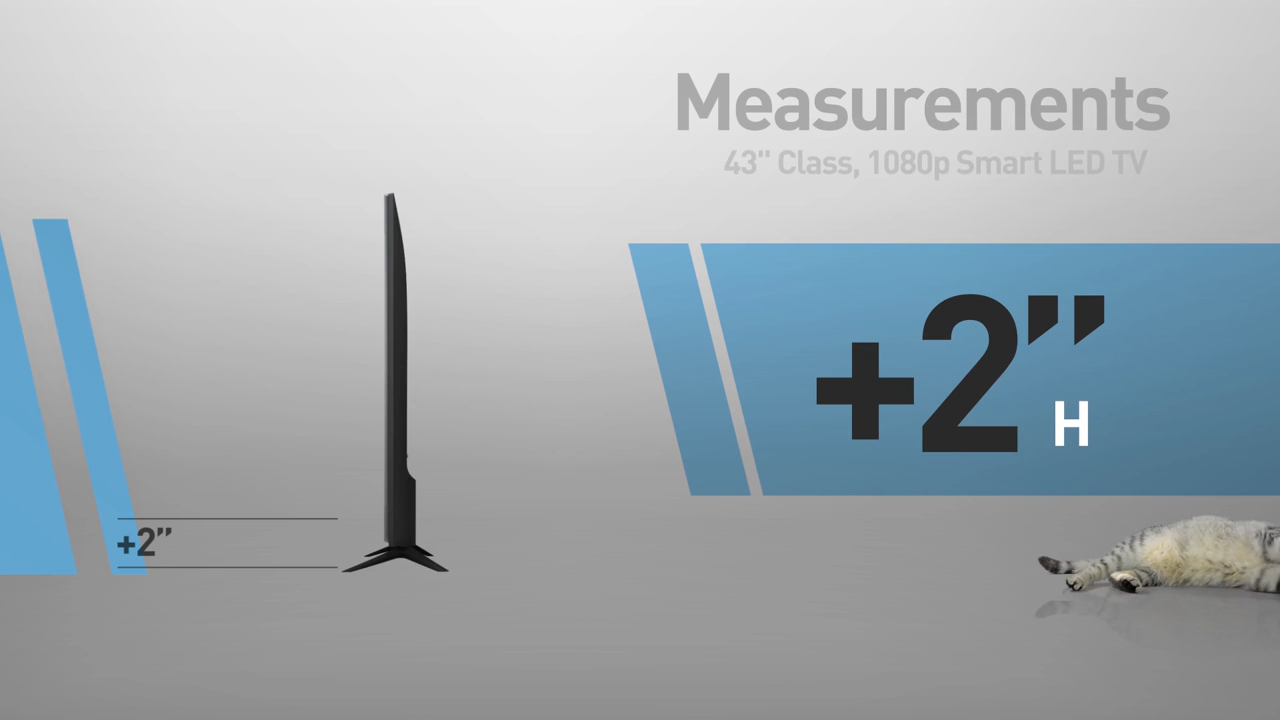 Measurements
43" Class, 1080p Smart LED TV
+2”
H
+2”